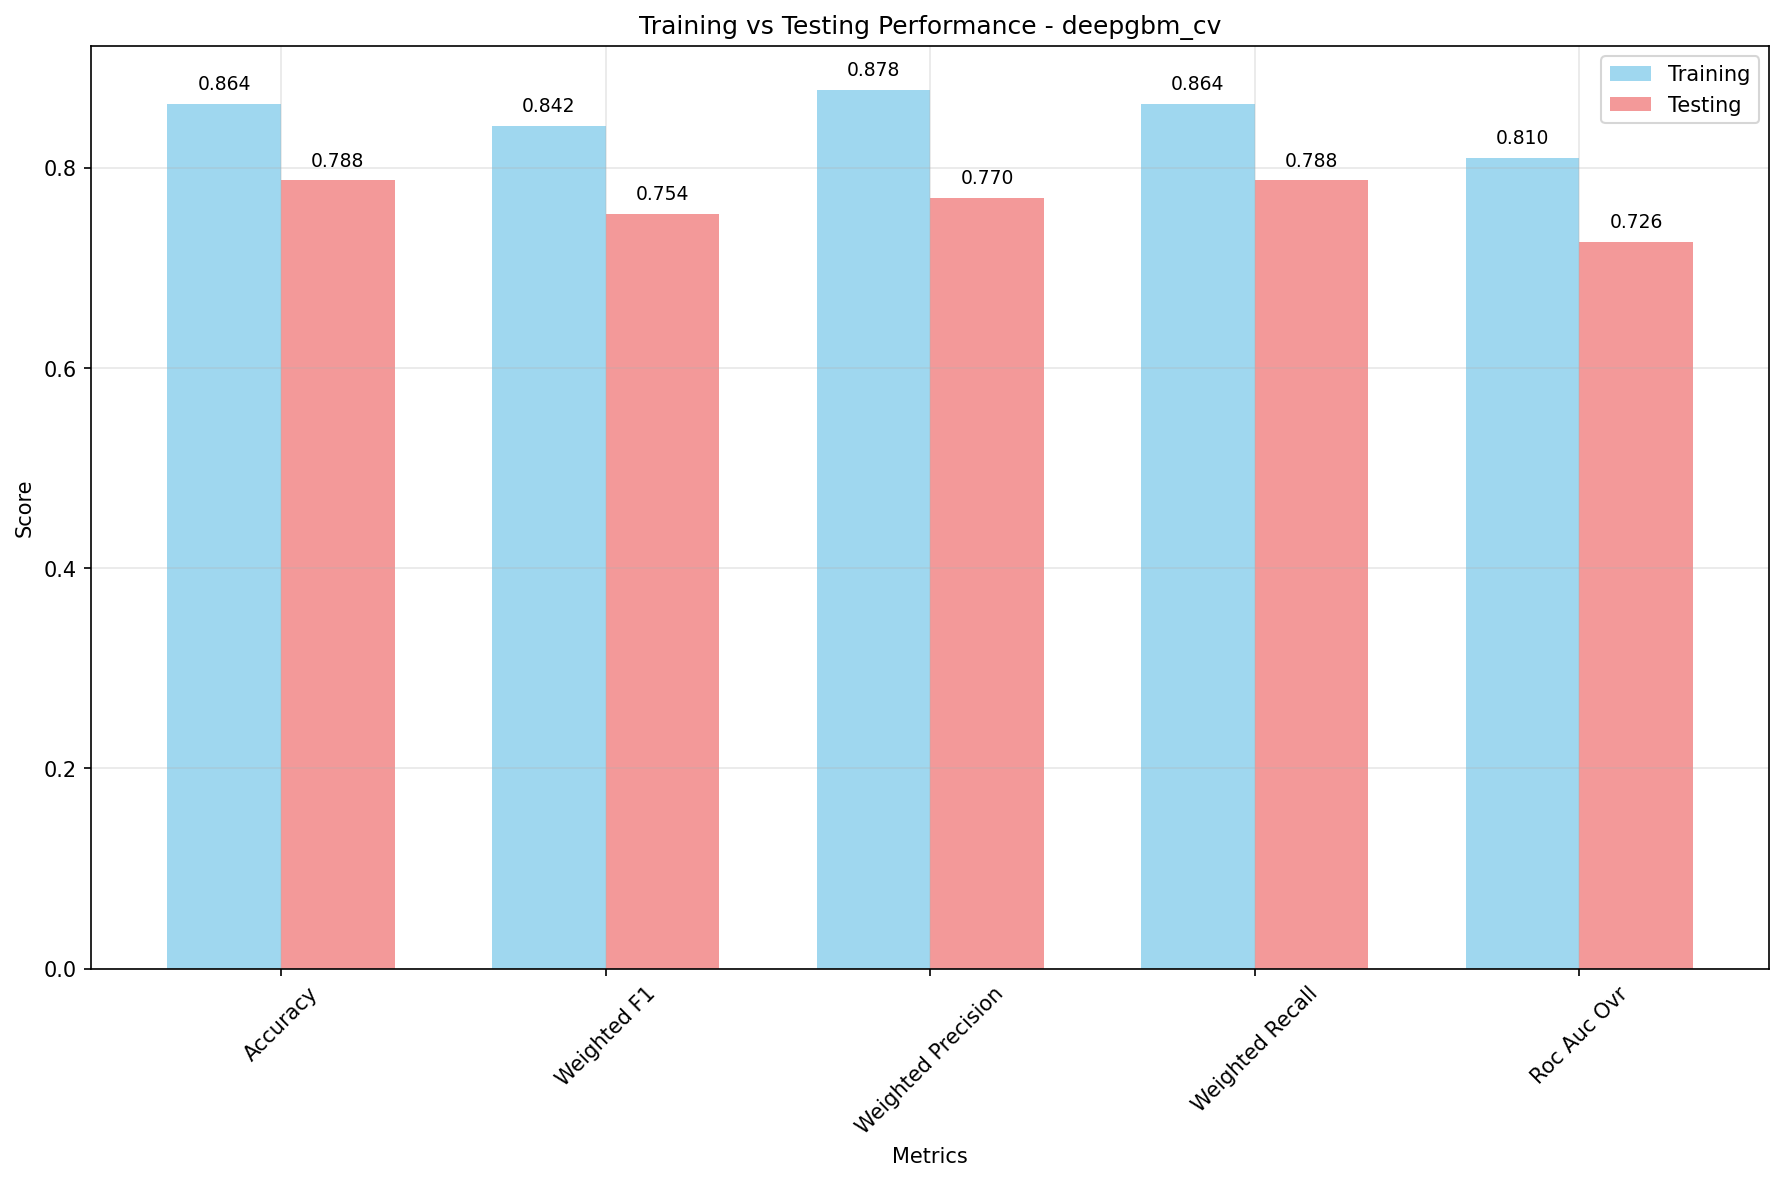 Training vs Testing Performance - deepgbm_cv
Training
Testing
0.864
0.788
0.842
0.754
0.878
0.770
0.864
0.788
0.810
0.726
Score
0.8
0.6
0.4
0.2
0.0
Accuracy
Weighted F1
Weighted Precision
Weighted Recall
Roc Auc Ovr
Metrics